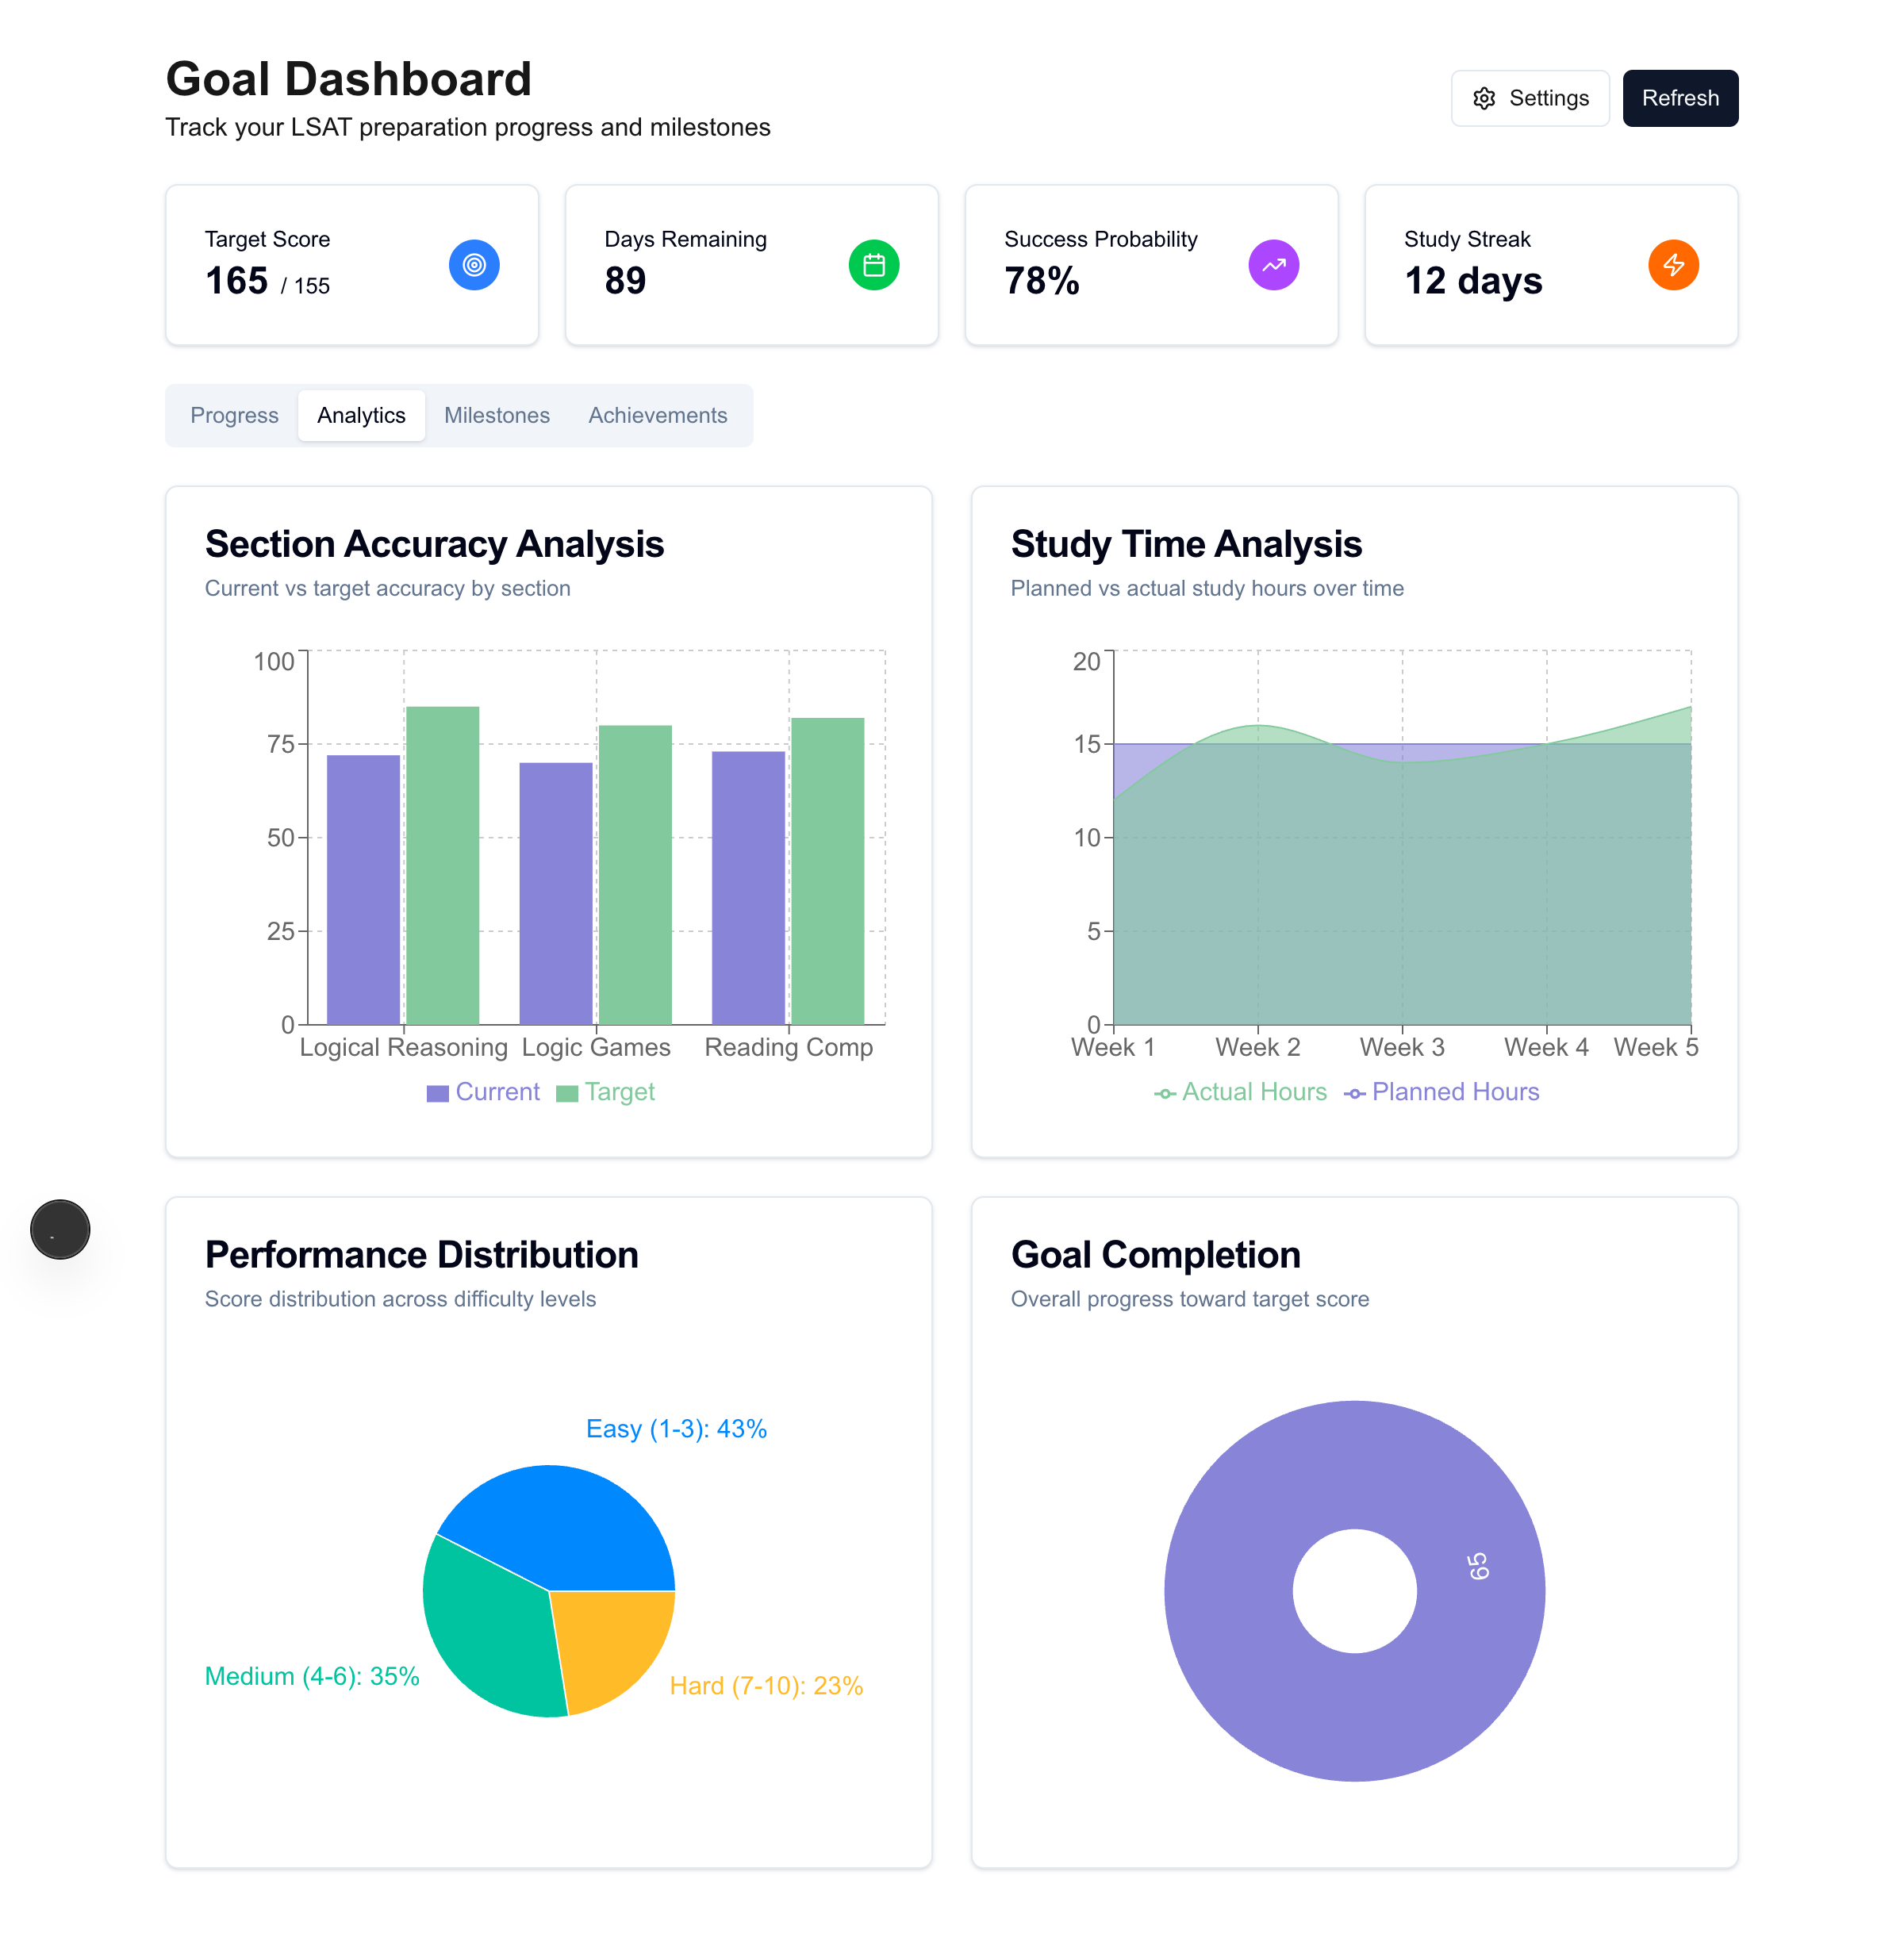 Goal Dashboard
Track your LSAT preparation progress and milestones
Settings
Refresh
Target Score
165 / 155
Days Remaining
89
Success Probability
78%
Study Streak
12 days
Progress
Analytics
Milestones
Achievements
Section Accuracy Analysis
Current vs target accuracy by section
100
75
50
25
0
Logical Reasoning
Logic Games
Reading Comp
Current
Target
Study Time Analysis
Planned vs actual study hours over time
20
15
10
5
0
Week 1
Week 2
Week 3
Week 4
Week 5
Actual Hours
Planned Hours
Performance Distribution
Score distribution across difficulty levels
Easy (1-3): 43%
Medium (4-6): 35%
Hard (7-10): 23%
Goal Completion
Overall progress toward target score
65